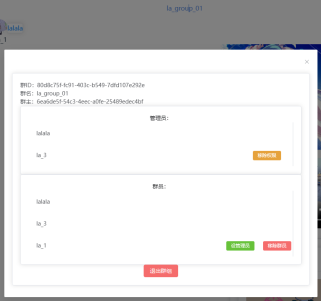 la_group_01
lalala
_1
群ID: 80d8c75f-fc91-403c-b549-7dfd107e292e
群名: la_group_01
群主: 6ea6de5f-54c3-4eec-a0fe-25489edec4bf
管理员:
lalala
la_3
移除权限
群员:
lalala
la_3
la_1
设管理员 移除群员
退出群组